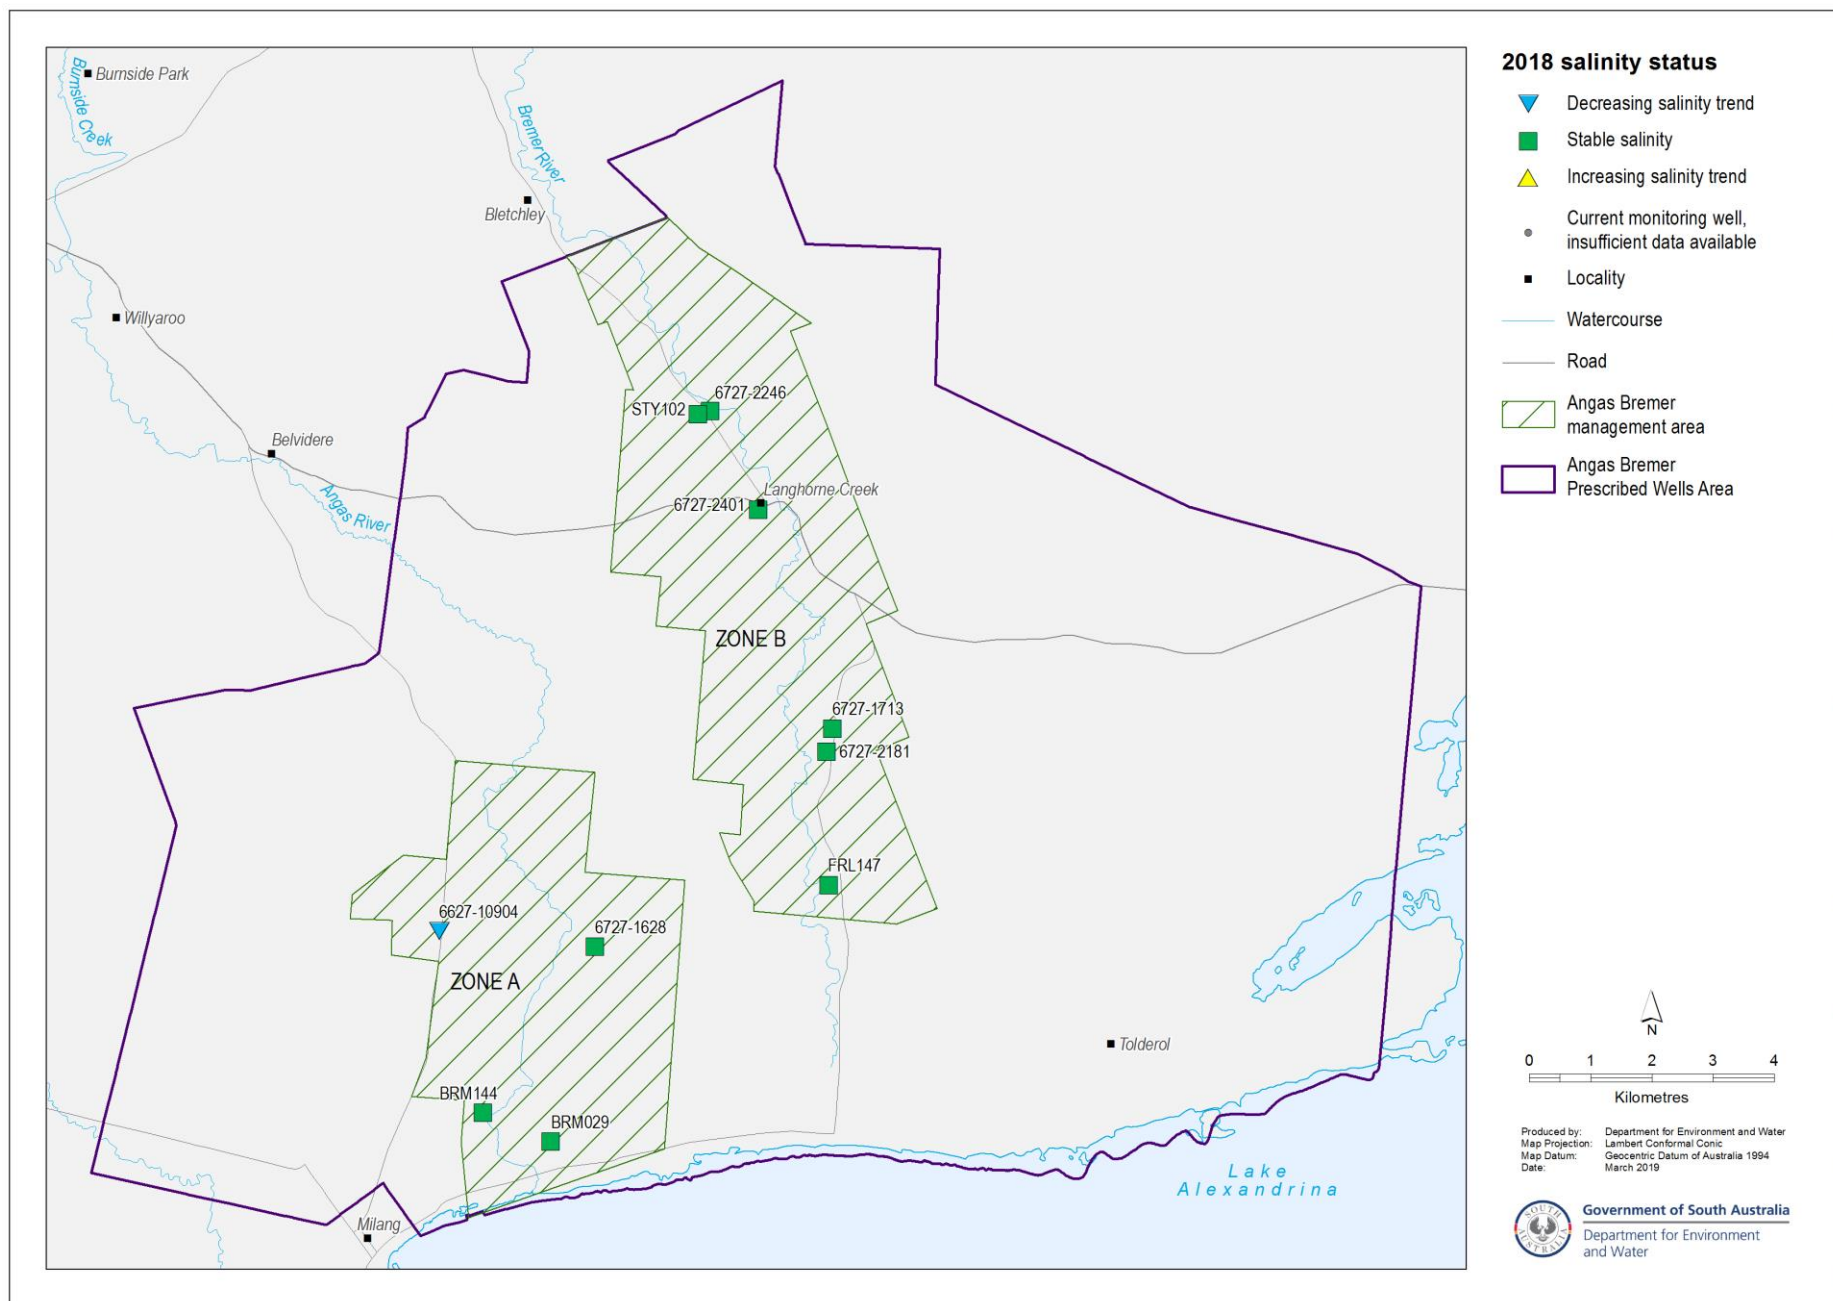 Burnside Park
Burnside Creek
Bremer River
Bletchley
Willyaroo
Belvidere
Angas River
6727-2246
STY102
Langhorne Creek
6727-2401
ZONE B
6727-1713
6727-2181
FRL147
6627-10904
6727-1628
ZONE A
Tolderol
BRM144
BRM029
Lake
Alexandrina
Milang
2018 salinity status
Decreasing salinity trend
Stable salinity
Increasing salinity trend
Current monitoring well,
insufficient data available
Locality
Watercourse
Road
Angas Bremer
management area
Angas Bremer
Prescribed Wells Area
N
0 1 2 3 4
Kilometres
Produced by: Department for Environment and Water
Map Projection: Lambert Conformal Conic
Map Datum: Geocentric Datum of Australia 1994
Date: March 2019
SOUTH AUSTRALIA
Government of South Australia
Department for Environment
and Water